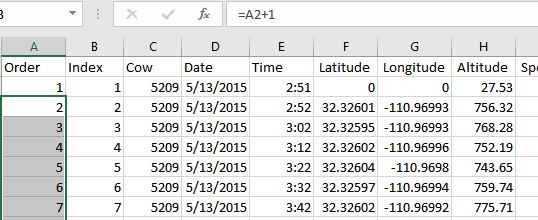 3 =A2+1
A B C D E F G H
Order Index Cow Date Time Latitude Longitude Altitude
1 1 5209 5/13/2015 2:51 0 0 27.53
2 2 5209 5/13/2015 2:52 32.32601 -110.96993 756.32
3 3 5209 5/13/2015 3:02 32.32595 -110.96993 768.28
4 4 5209 5/13/2015 3:12 32.32602 -110.96996 752.19
5 5 5209 5/13/2015 3:22 32.32604 -110.9698 743.65
6 6 5209 5/13/2015 3:32 32.32597 -110.96994 759.74
7 7 5209 5/13/2015 3:42 32.32602 -110.96992 775.71